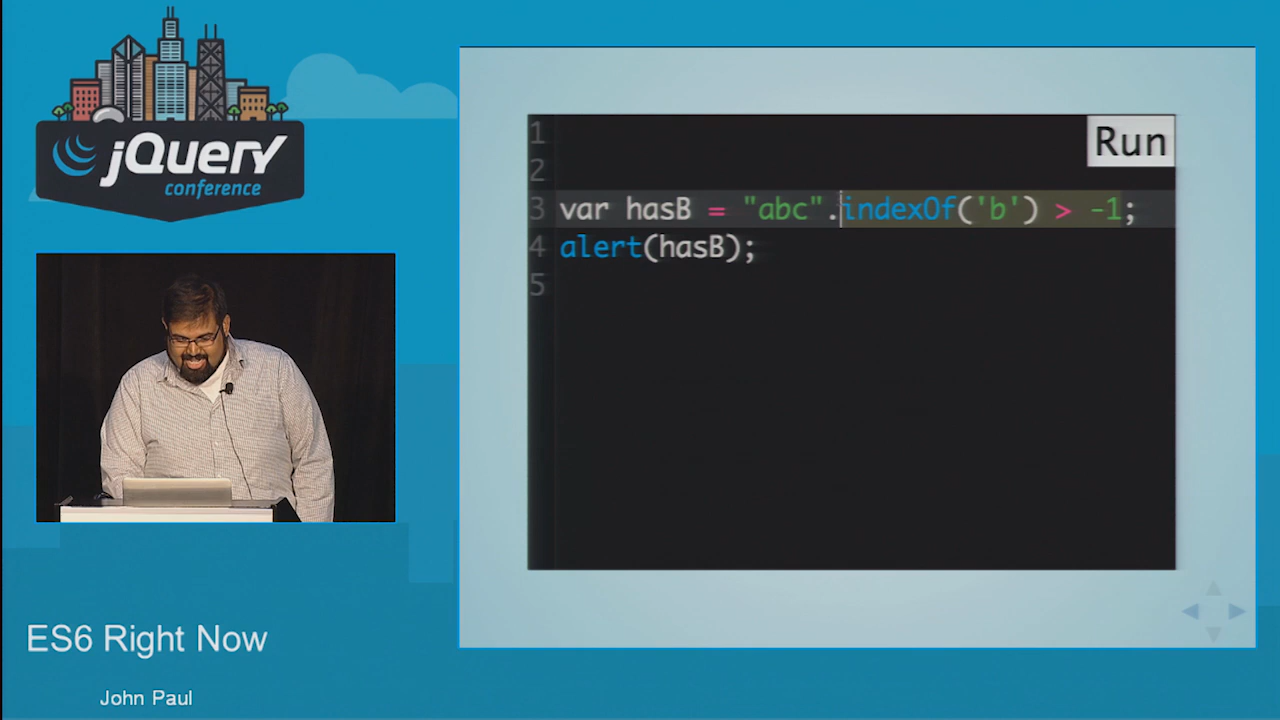 jQuery
conference
Run
1
2
3 var hasB = "abc".indexOf('b') > -1;
4 alert(hasB);
5
ES6 Right Now
John Paul